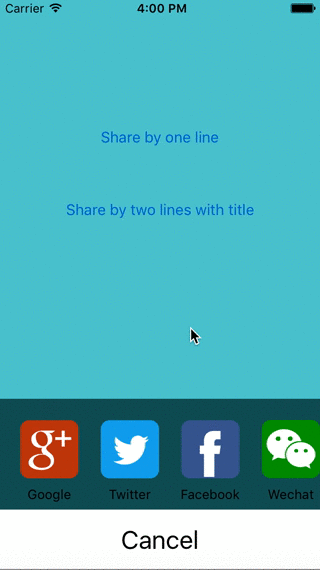 Carrier 4:00 PM
Share by one line
Share by two lines with title
g+ f
Google Twitter Facebook Wechat
Cancel